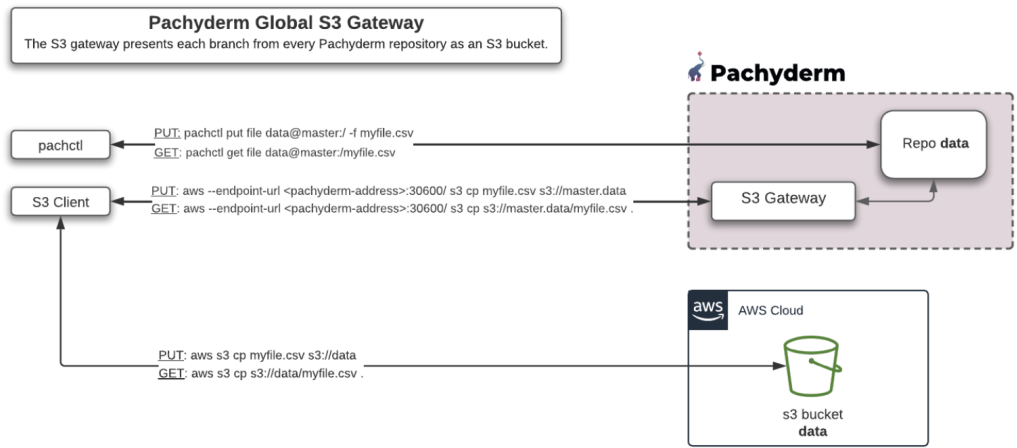 Pachyderm Global S3 Gateway
The S3 gateway presents each branch from every Pachyderm repository as an S3 bucket.
Pachyderm
pachctl
PUT: pachctl put file data@master:/ -f myfile.csv
GET: pachctl get file data@master:/myfile.csv
Repo data
S3 Client
PUT: aws --endpoint-url <pachyderm-address>:30600/ s3 cp myfile.csv s3://master.data
GET: aws --endpoint-url <pachyderm-address>:30600/ s3 cp s3://master.data/myfile.csv .
S3 Gateway
aws
AWS Cloud
PUT: aws s3 cp myfile.csv s3://data
GET: aws s3 cp s3://data/myfile.csv .
s3 bucket
data